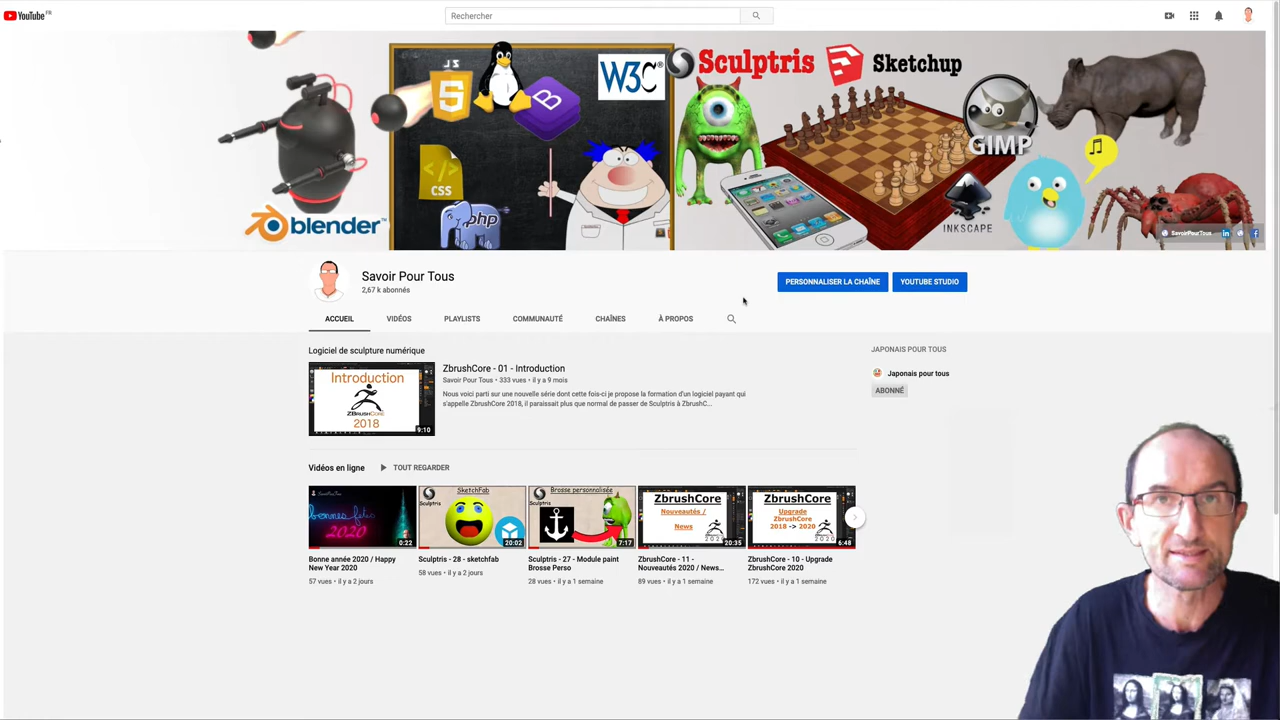 YouTube FR
Rechercher
JS
W3C®
Sculptris
Sketchup
CSS
php
GIMP
blender™
INKSCAPE
SavoirPourTous
Savoir Pour Tous
2,67 k abonnés
PERSONNALISER LA CHAÎNE
YOUTUBE STUDIO
ACCUEIL
VIDÉOS
PLAYLISTS
COMMUNAUTÉ
CHAÎNES
À PROPOS
Logiciel de sculpture numérique
Introduction
ZBRUSHCORE
2018
9:10
ZbrushCore - 01 - Introduction
Savoir Pour Tous • 333 vues • il y a 9 mois
Nous voici parti sur une nouvelle série dont cette fois-ci je propose la formation d'un logiciel payant qui
s'appelle ZbrushCore 2018, il paraissait plus que normal de passer de Sculptris à ZbrushC...
JAPONAIS POUR TOUS
Japonais pour tous
ABONNÉ
Vidéos en ligne
TOUT REGARDER
bonnes fêtes
2020
0:22
SketchFab
Sculptris
20:02
Brosse personnalisée
Sculptris
7:17
ZbrushCore
Nouveautés /
News
2020
20:35
ZbrushCore
Upgrade
ZbrushCore
2018 -> 2020
2020
6:48
Bonne année 2020 / Happy
New Year 2020
57 vues • il y a 2 jours
Sculptris - 28 - sketchfab
58 vues • il y a 2 jours
Sculptris - 27 - Module paint
Brosse Perso
28 vues • il y a 1 semaine
ZbrushCore - 11 -
Nouveautés 2020 / News...
89 vues • il y a 1 semaine
ZbrushCore - 10 - Upgrade
ZbrushCore 2020
172 vues • il y a 1 semaine